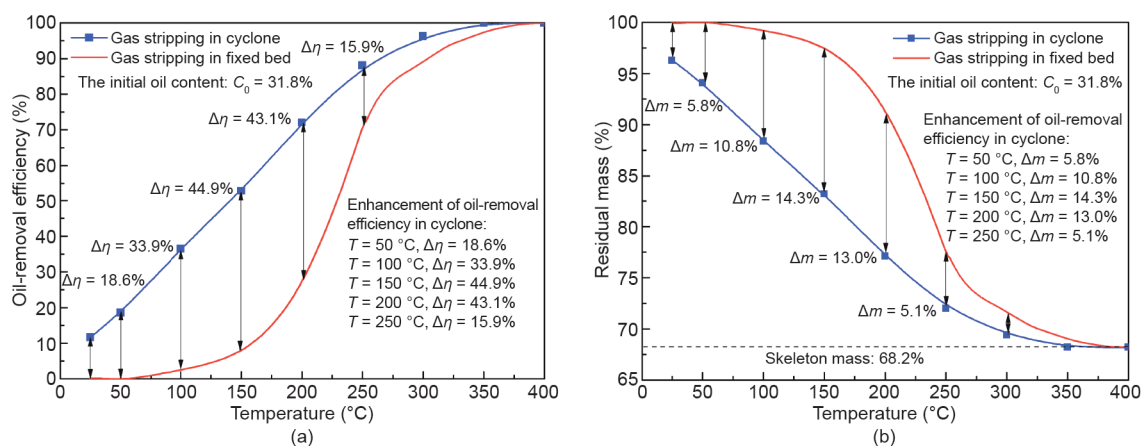 100
90
80
70
60
50
40
30
20
10
0
Oil-removal efficiency (%)
Gas stripping in cyclone
Gas stripping in fixed bed
The initial oil content: C₀ = 31.8%
Δη = 15.9%
Δη = 43.1%
Δη = 44.9%
Δη = 33.9%
Δη = 18.6%
Enhancement of oil-removal
efficiency in cyclone:
T = 50 °C, Δη = 18.6%
T = 100 °C, Δη = 33.9%
T = 150 °C, Δη = 44.9%
T = 200 °C, Δη = 43.1%
T = 250 °C, Δη = 15.9%
0 50 100 150 200 250 300 350 400
Temperature (°C)
(a)
100
95
90
85
80
75
70
65
Residual mass (%)
Gas stripping in cyclone
Gas stripping in fixed bed
The initial oil content: C₀ = 31.8%
Δm = 5.8%
Δm = 10.8%
Δm = 14.3%
Δm = 13.0%
Δm = 5.1%
Enhancement of oil-removal
efficiency in cyclone:
T = 50 °C, Δm = 5.8%
T = 100 °C, Δm = 10.8%
T = 150 °C, Δm = 14.3%
T = 200 °C, Δm = 13.0%
T = 250 °C, Δm = 5.1%
Skeleton mass: 68.2%
0 50 100 150 200 250 300 350 400
Temperature (°C)
(b)